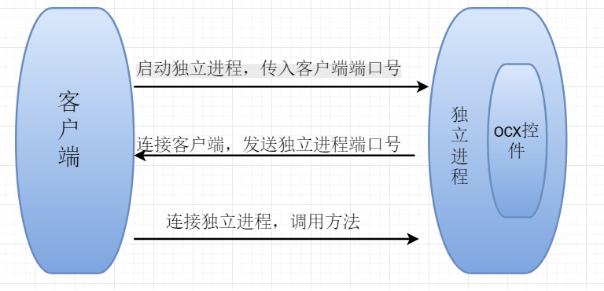 启动独立进程，传入客户端端口号
客户端
独立进程
ocx控
件
连接客户端，发送独立进程端口号
连接独立进程，调用方法